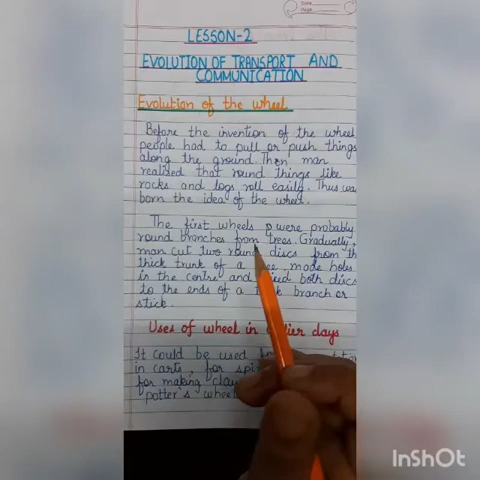 Date
Page
LESSON-2
EVOLUTION OF TRANSPORT AND
COMMUNICATION
Evolution of the wheel
Before the invention of the wheel
people had to pull or push things
along the ground. Then man
realised that round things like
rocks and logs roll easily. Thus was
born the idea of the wheel.
The first wheels were probably
round branches from trees. Gradually,
man cut two round discs from th
thick trunk of a made holes
in the centre and both discs
to the ends of a branch or
stick.
Uses of wheel in days
It could be used
in carts, for
for making
potter's wheel
InShOt